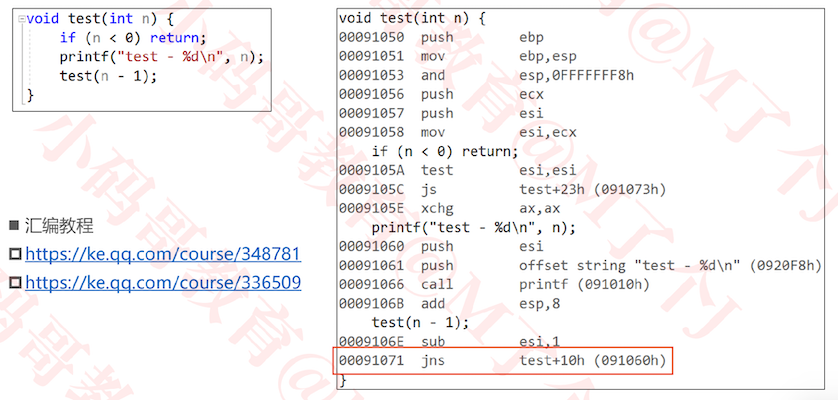 void test(int n) {
if (n < 0) return;
printf("test - %d\n", n);
test(n - 1);
}
汇编教程
https://ke.qq.com/course/348781
https://ke.qq.com/course/336509
void test(int n) {
00091050 push ebp
00091051 mov ebp,esp
00091053 and esp,0FFFFFFF8h
00091056 push ecx
00091057 push esi
00091058 mov esi,ecx
if (n < 0) return;
0009105A test esi,esi
0009105C js test+23h (091073h)
0009105E xchg ax,ax
printf("test - %d\n", n);
00091060 push esi
00091061 push offset string "test - %d\n" (0920F8h)
00091066 call printf (091010h)
0009106B add esp,8
test(n - 1);
0009106E sub esi,1
00091071 jns test+10h (091060h)
}
小码哥教育@M了个J